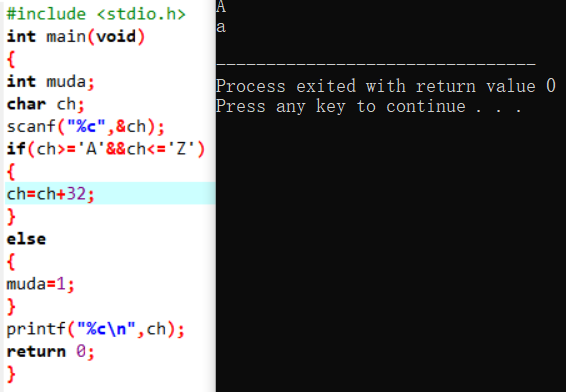 #include <stdio.h>
int main(void)
{
int muda;
char ch;
scanf("%c",&ch);
if(ch>='A'&&ch<='Z')
{
ch=ch+32;
}
else
{
muda=1;
}
printf("%c\n",ch);
return 0;
}
A
a
--------------------------------
Process exited with return value 0
Press any key to continue . . .